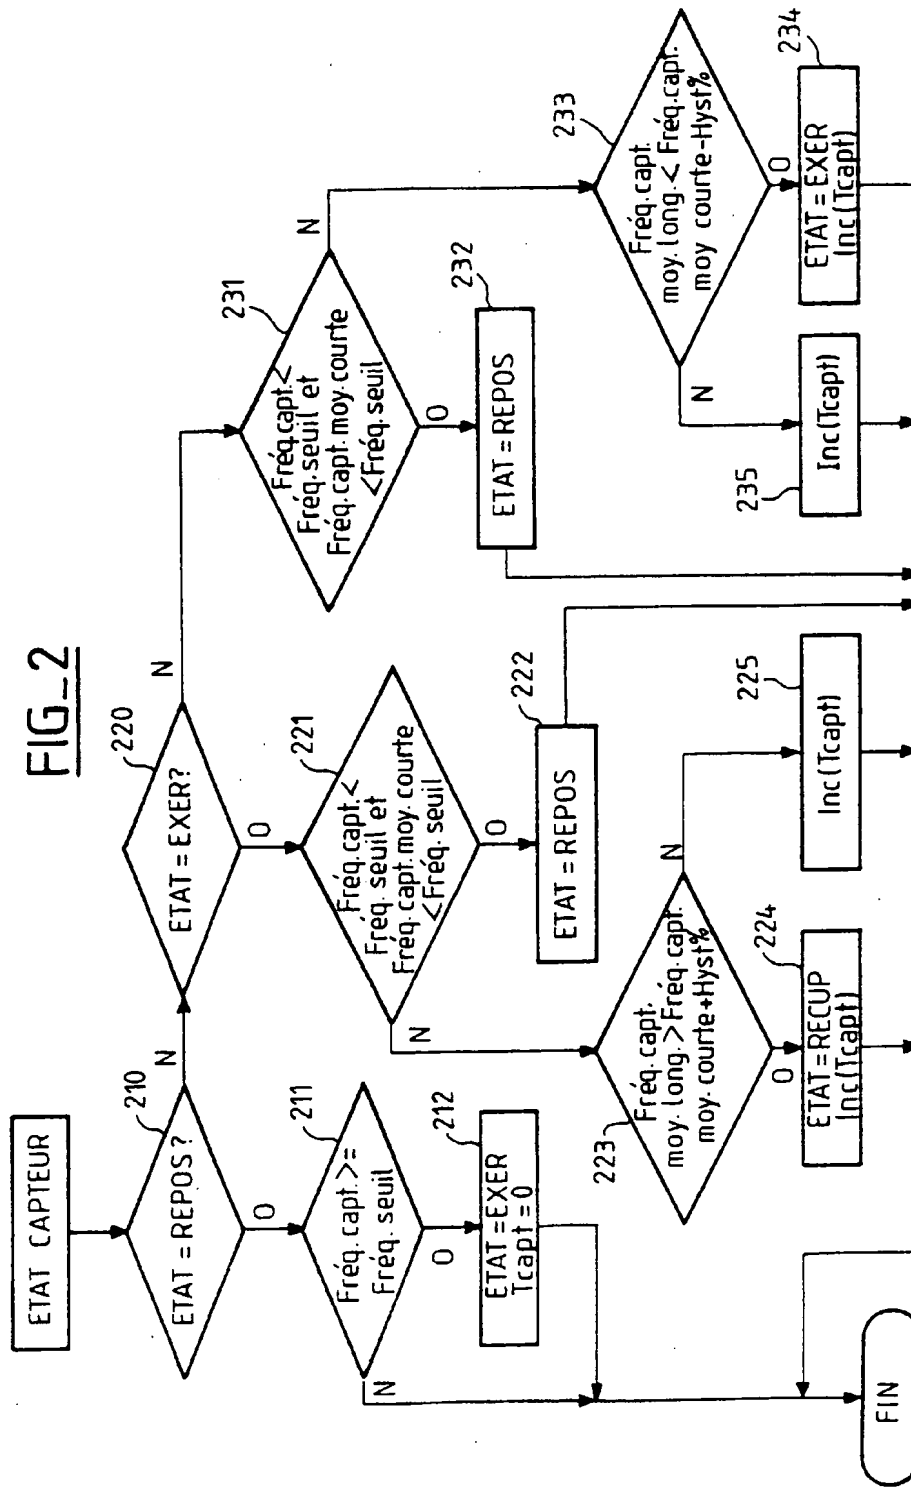 FIG_2
ETAT CAPTEUR
210
ETAT = REPOS ?
N
O
211
Fréq. capt. >=
Fréq. seuil
N
O
212
ETAT = EXER
Tcapt = 0
220
ETAT = EXER?
N
O
221
Fréq. capt. <
Fréq. seuil et
Fréq. capt. moy. courte
< Fréq. seuil
N
O
222
ETAT = REPOS
223
Fréq. capt.
moy. long. > Fréq. capt.
moy. courte + Hyst%
N
O
224
ETAT = RECUP
Inc(Tcapt)
225
Inc(Tcapt)
231
Fréq.capt. <
Fréq. seuil et
Fréq. capt. moy. courte
<Fréq. seuil
N
O
232
ETAT = REPOS
233
Fréq. capt.
moy. long. < Fréq. capt.
moy courte-Hyst%
N
O
234
ETAT = EXER
Inc(Tcapt)
235
Inc(Tcapt)
FIN